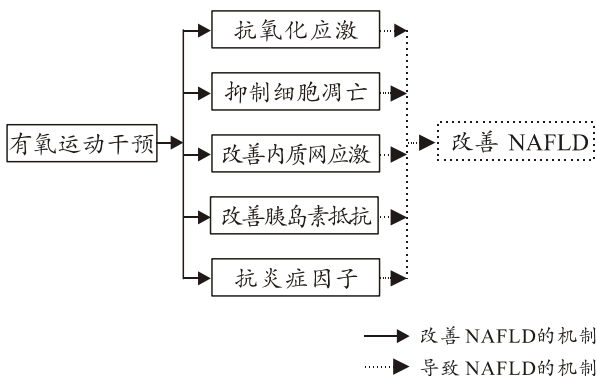 抗氧化应激
抑制细胞凋亡
有氧运动干预
改善内质网应激
改善 NAFLD
改善胰岛素抵抗
抗炎症因子
改善NAFLD的机制
导致NAFLD的机制